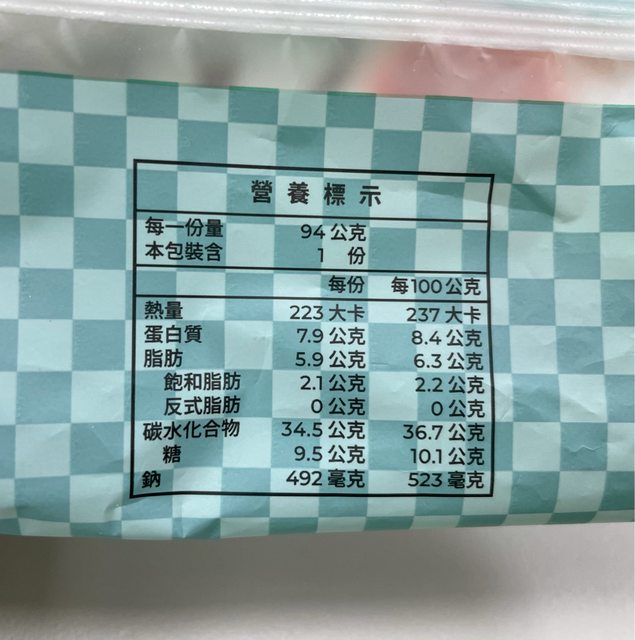 營養標示
每一份量 94 公克
本包裝含 1 份
每份 每100公克
熱量 223 大卡 237 大卡
蛋白質 7.9 公克 8.4 公克
脂肪 5.9 公克 6.3 公克
飽和脂肪 2.1 公克 2.2 公克
反式脂肪 0 公克 0 公克
碳水化合物 34.5 公克 36.7 公克
糖 9.5 公克 10.1 公克
鈉 492 毫克 523 毫克